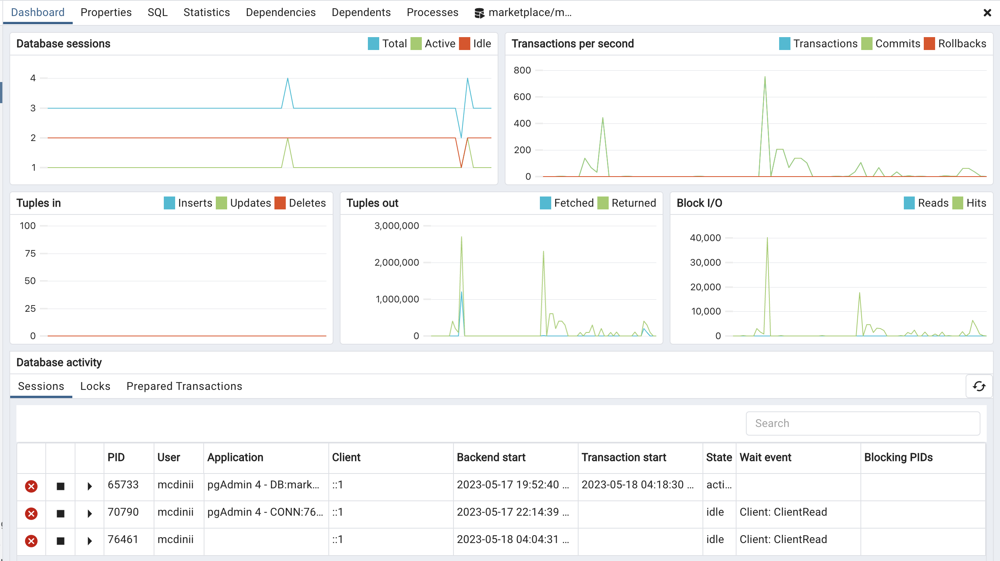 Dashboard Properties SQL Statistics Dependencies Dependents Processes marketplace/m...
Database sessions Total Active Idle
4
3
2
1
Transactions per second Transactions Commits Rollbacks
800
600
400
200
0
Tuples in Inserts Updates Deletes
100
75
50
25
0
Tuples out Fetched Returned
3,000,000
2,000,000
1,000,000
0
Block I/O Reads Hits
40,000
30,000
20,000
10,000
0
Database activity
Sessions Locks Prepared Transactions
Search
PID User Application Client Backend start Transaction start State Wait event Blocking PIDs
65733 mcdinii pgAdmin 4 - DB:mark... ::1 2023-05-17 19:52:40 ... 2023-05-18 04:18:30 ... acti...
70790 mcdinii pgAdmin 4 - CONN:76... ::1 2023-05-17 22:14:39 ... idle Client: ClientRead
76461 mcdinii ::1 2023-05-18 04:04:31 ... idle Client: ClientRead